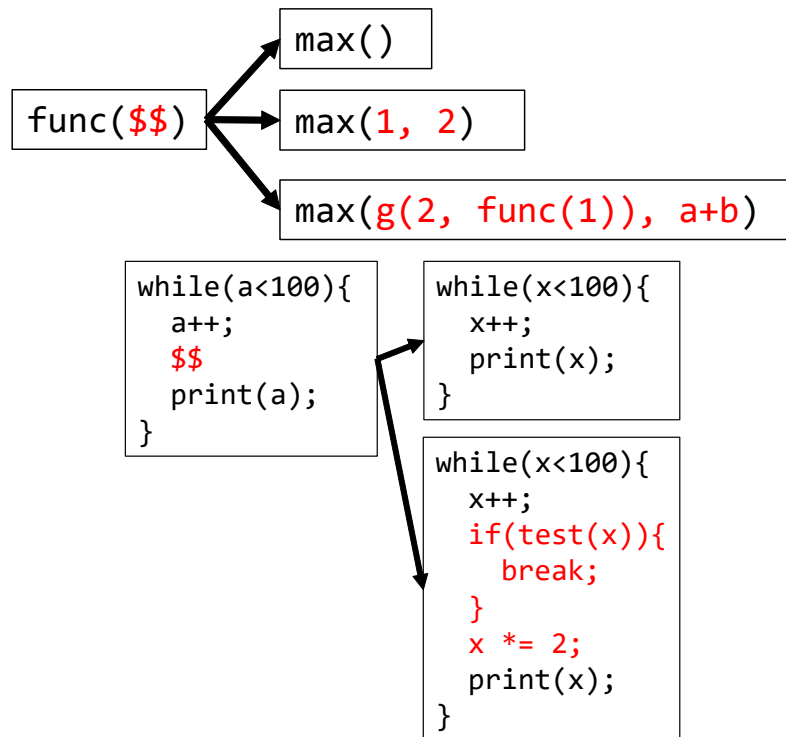 max()
func($$)
max(1, 2)
max(g(2, func(1)), a+b)
while(a<100){
  a++;
  $$
  print(a);
}
while(x<100){
  x++;
  print(x);
}
while(x<100){
  x++;
  if(test(x)){
    break;
  }
  x *= 2;
  print(x);
}